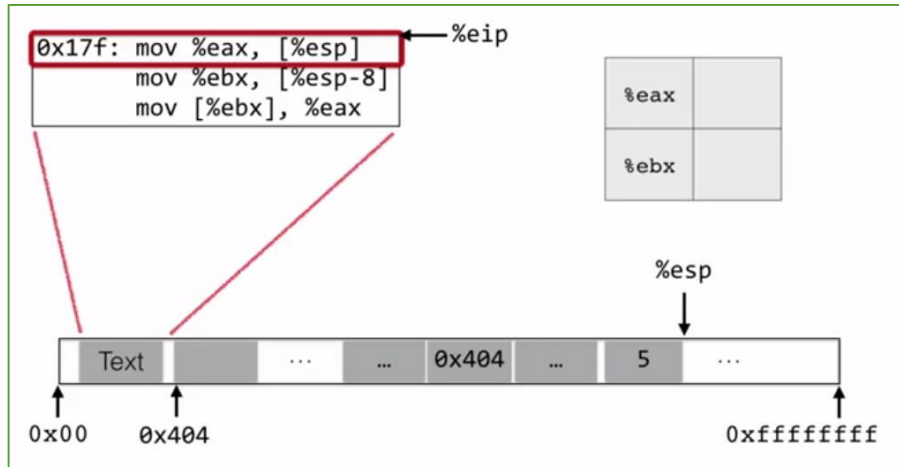 0x17f: mov %eax, [%esp]
mov %ebx, [%esp-8]
mov [%ebx], %eax
%eip
%eax
%ebx
%esp
Text ... ... 0x404 ... 5 ...
0x00 0x404 0xffffffff